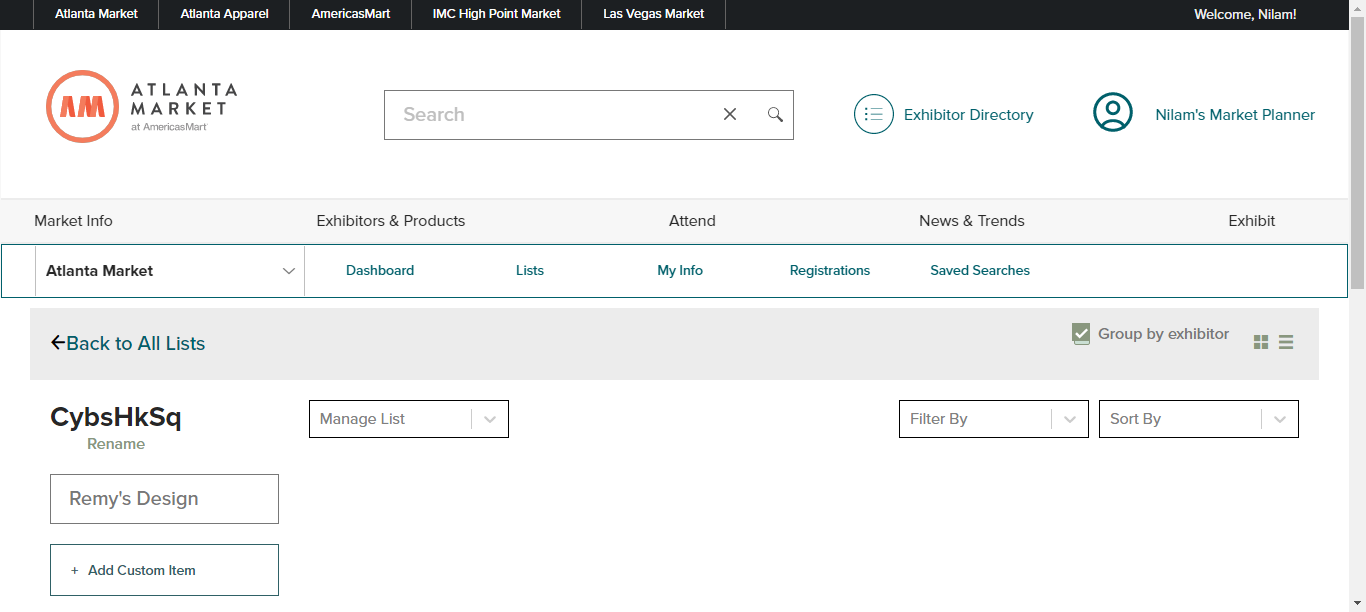 Atlanta Market
Atlanta Apparel
AmericasMart
IMC High Point Market
Las Vegas Market
Welcome, Nilam!
AM
ATLANTA
MARKET
at AmericasMart
Search
Exhibitor Directory
Nilam's Market Planner
Market Info
Exhibitors & Products
Attend
News & Trends
Exhibit
Atlanta Market
Dashboard
Lists
My Info
Registrations
Saved Searches
Back to All Lists
Group by exhibitor
CybsHkSq
Rename
Manage List
Filter By
Sort By
Remy's Design
+ Add Custom Item